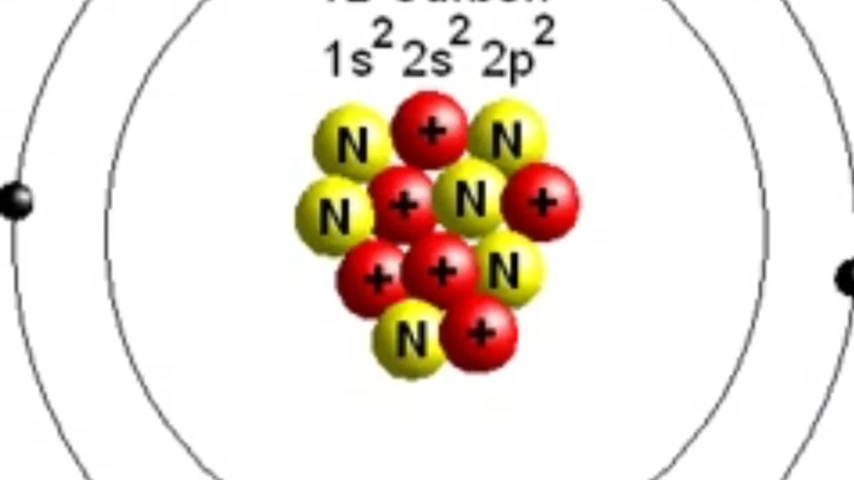 1s² 2s² 2p²
N + N
N + N +
+ + N
N +